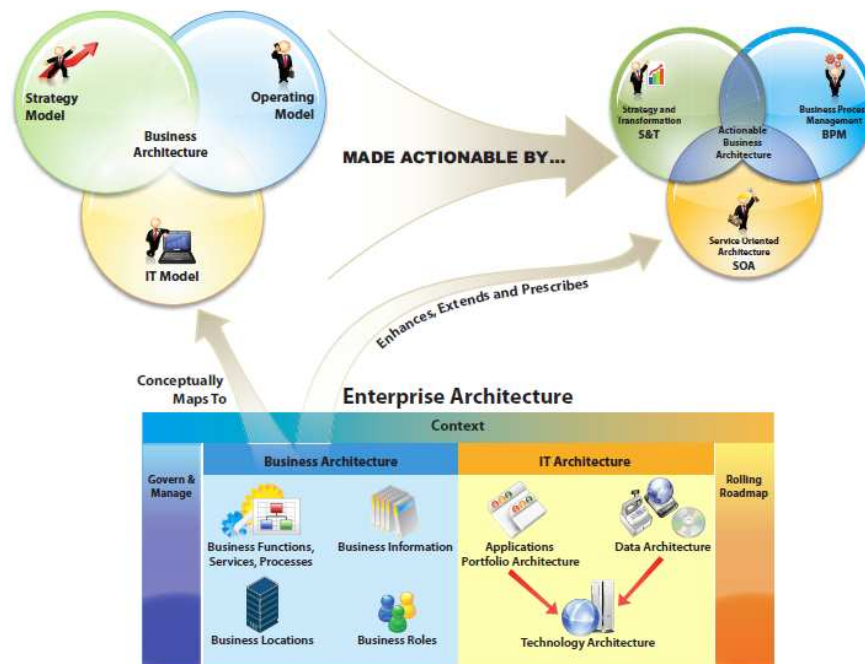 Strategy
Model
Operating
Model
Business
Architecture
IT Model
MADE ACTIONABLE BY...
Strategy and
Transformation
S&T
Business Process
Management
BPM
Actionable
Business
Architecture
Service Oriented
Architecture
SOA
Enhances, Extends and Prescribes
Conceptually
Maps To
Enterprise Architecture
Context
Govern &
Manage
Business Architecture
IT Architecture
Rolling
Roadmap
Business Functions,
Services, Processes
Business Information
Applications
Portfolio Architecture
Data Architecture
Business Locations
Business Roles
Technology Architecture